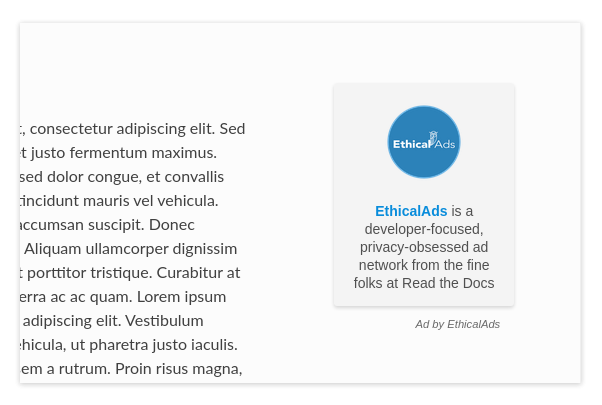 , consectetur adipiscing elit. Sed
et justo fermentum maximus.
sed dolor congue, et convallis
tincidunt mauris vel vehicula.
accumsan suscipit. Donec
Aliquam ullamcorper dignissim
t porttitor tristique. Curabitur at
erra ac ac quam. Lorem ipsum
adipiscing elit. Vestibulum
ehicula, ut pharetra justo iaculis.
em a rutrum. Proin risus magna,
EthicalAds
EthicalAds is a
developer-focused,
privacy-obsessed ad
network from the fine
folks at Read the Docs
Ad by EthicalAds